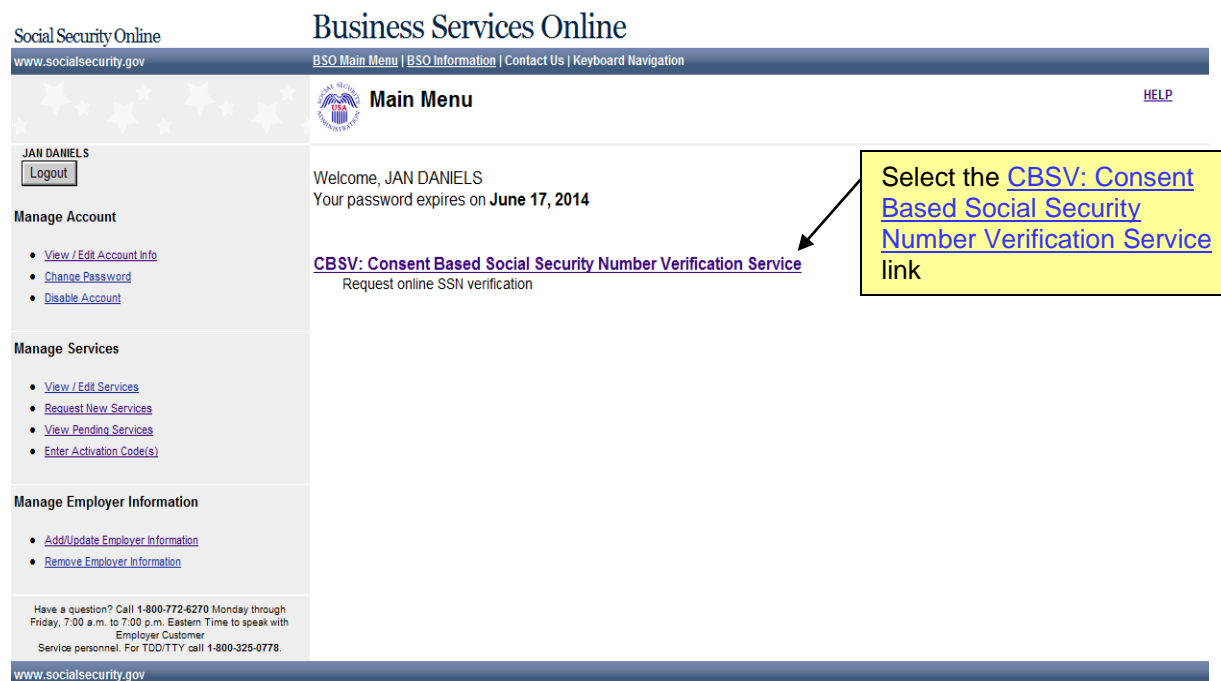 Social Security Online
Business Services Online
www.socialsecurity.gov
BSO Main Menu | BSO Information | Contact Us | Keyboard Navigation
SOCIAL SECURITY ADMINISTRATION
USA
Main Menu
HELP
JAN DANIELS
Logout
Manage Account
View / Edit Account Info
Change Password
Disable Account
Manage Services
View / Edit Services
Request New Services
View Pending Services
Enter Activation Code(s)
Manage Employer Information
Add/Update Employer Information
Remove Employer Information
Have a question? Call 1-800-772-6270 Monday through
Friday, 7:00 a.m. to 7:00 p.m. Eastern Time to speak with
Employer Customer
Service personnel. For TDD/TTY call 1-800-325-0778.
Welcome, JAN DANIELS
Your password expires on June 17, 2014
CBSV: Consent Based Social Security Number Verification Service
Request online SSN verification
Select the CBSV: Consent
Based Social Security
Number Verification Service
link
www.socialsecurity.gov